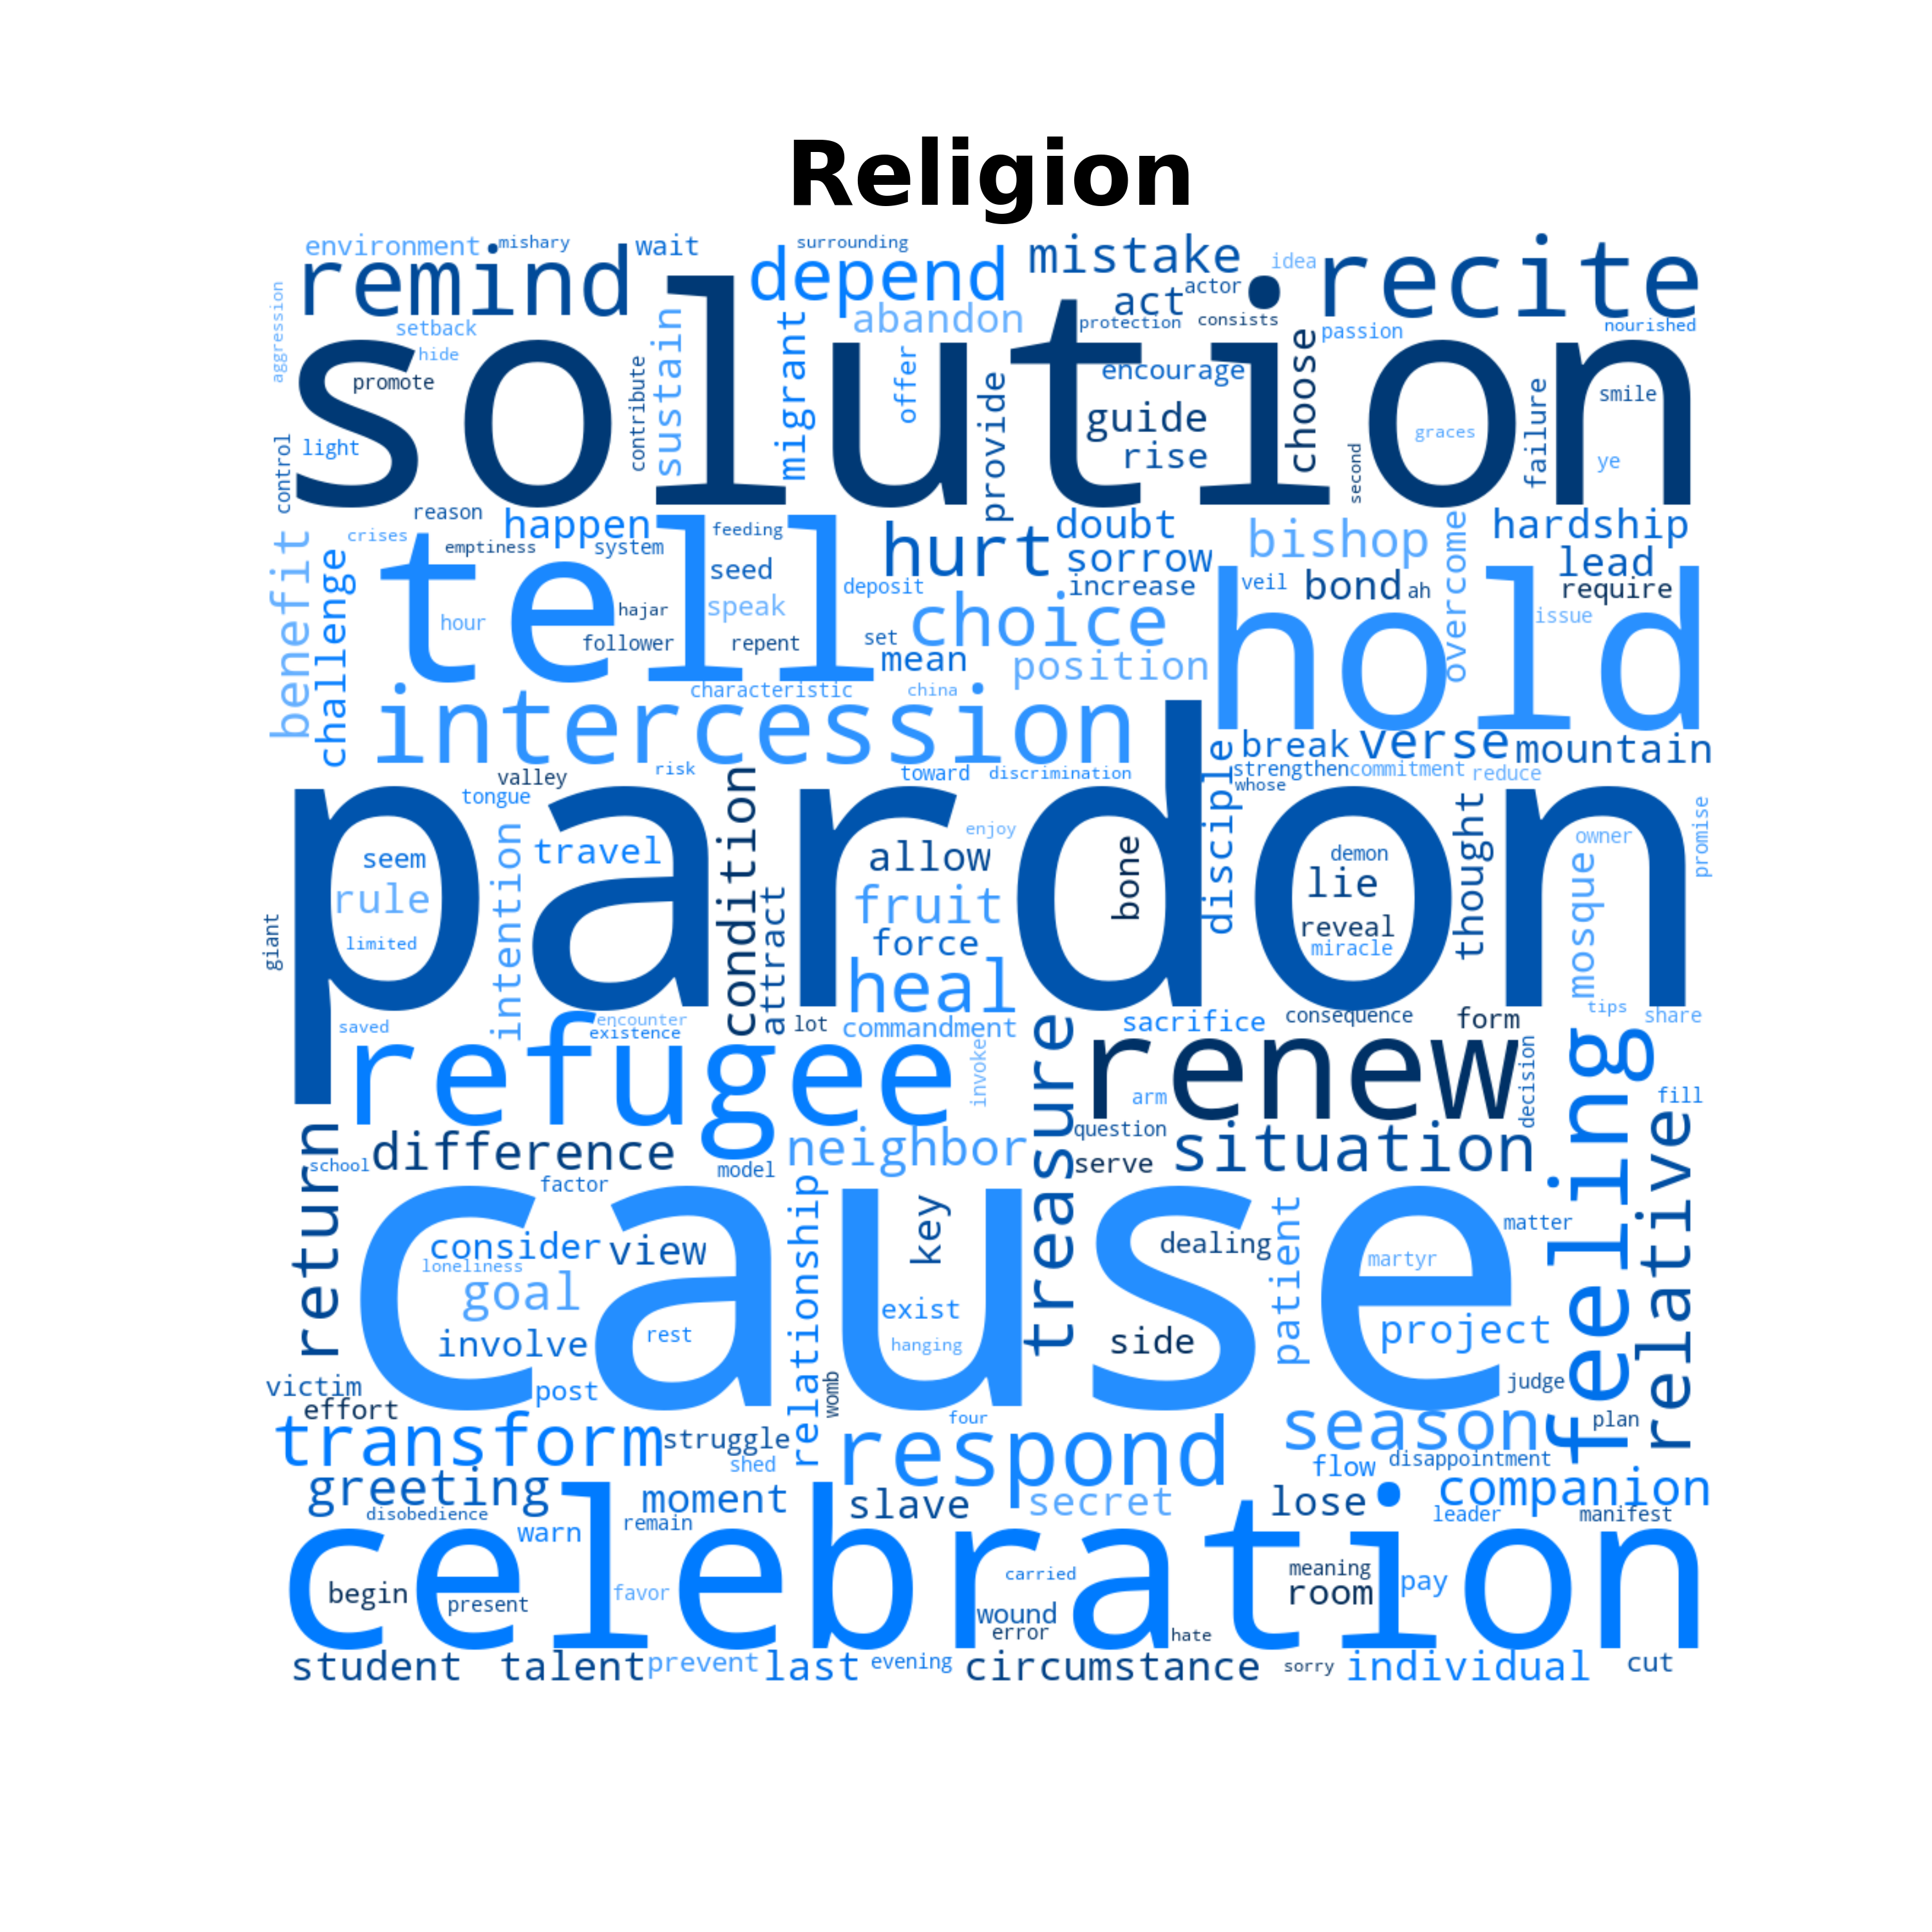 Religion
environment mishary wait surrounding mistake idea recite
remind depend act actor
aggression setback sustain migrant abandon protection consists passion nourished
solution
hide promote contribute offer provide encourage choose failure smile
light control guide rise second graces ye
reason happen feeding hurt doubt bishop overcome hardship
crises emptiness system sorrow lead
benefit challenge tell seed deposit increase veil bond ah require
hour hajar speak choice hold issue
follower repent set mean position
characteristic china
intercession break verse mountain
valley risk toward discrimination disciple strengthen commitment reduce
tongue condition whose
pardon
seem intention travel allow enjoy bone demon thought owner promise
rule attract fruit lie mosque
giant limited force reveal miracle
heal
saved encounter existence lot commandment sacrifice consequence form tips share
refugee invoke treasure renew decision feeling
arm fill
return school difference model neighbor question serve situation relative
factor
cause
consider view relationship key dealing patient martyr matter
loneliness goal exist
involve rest hanging side project
victim post womb judge
effort four season plan
transform struggle respond
shed flow disappointment
greeting moment slave secret lose companion
disobedience warn remain leader manifest
celebration
begin present favor carried meaning room pay
wound error hate
student talent prevent last evening circumstance sorry individual cut